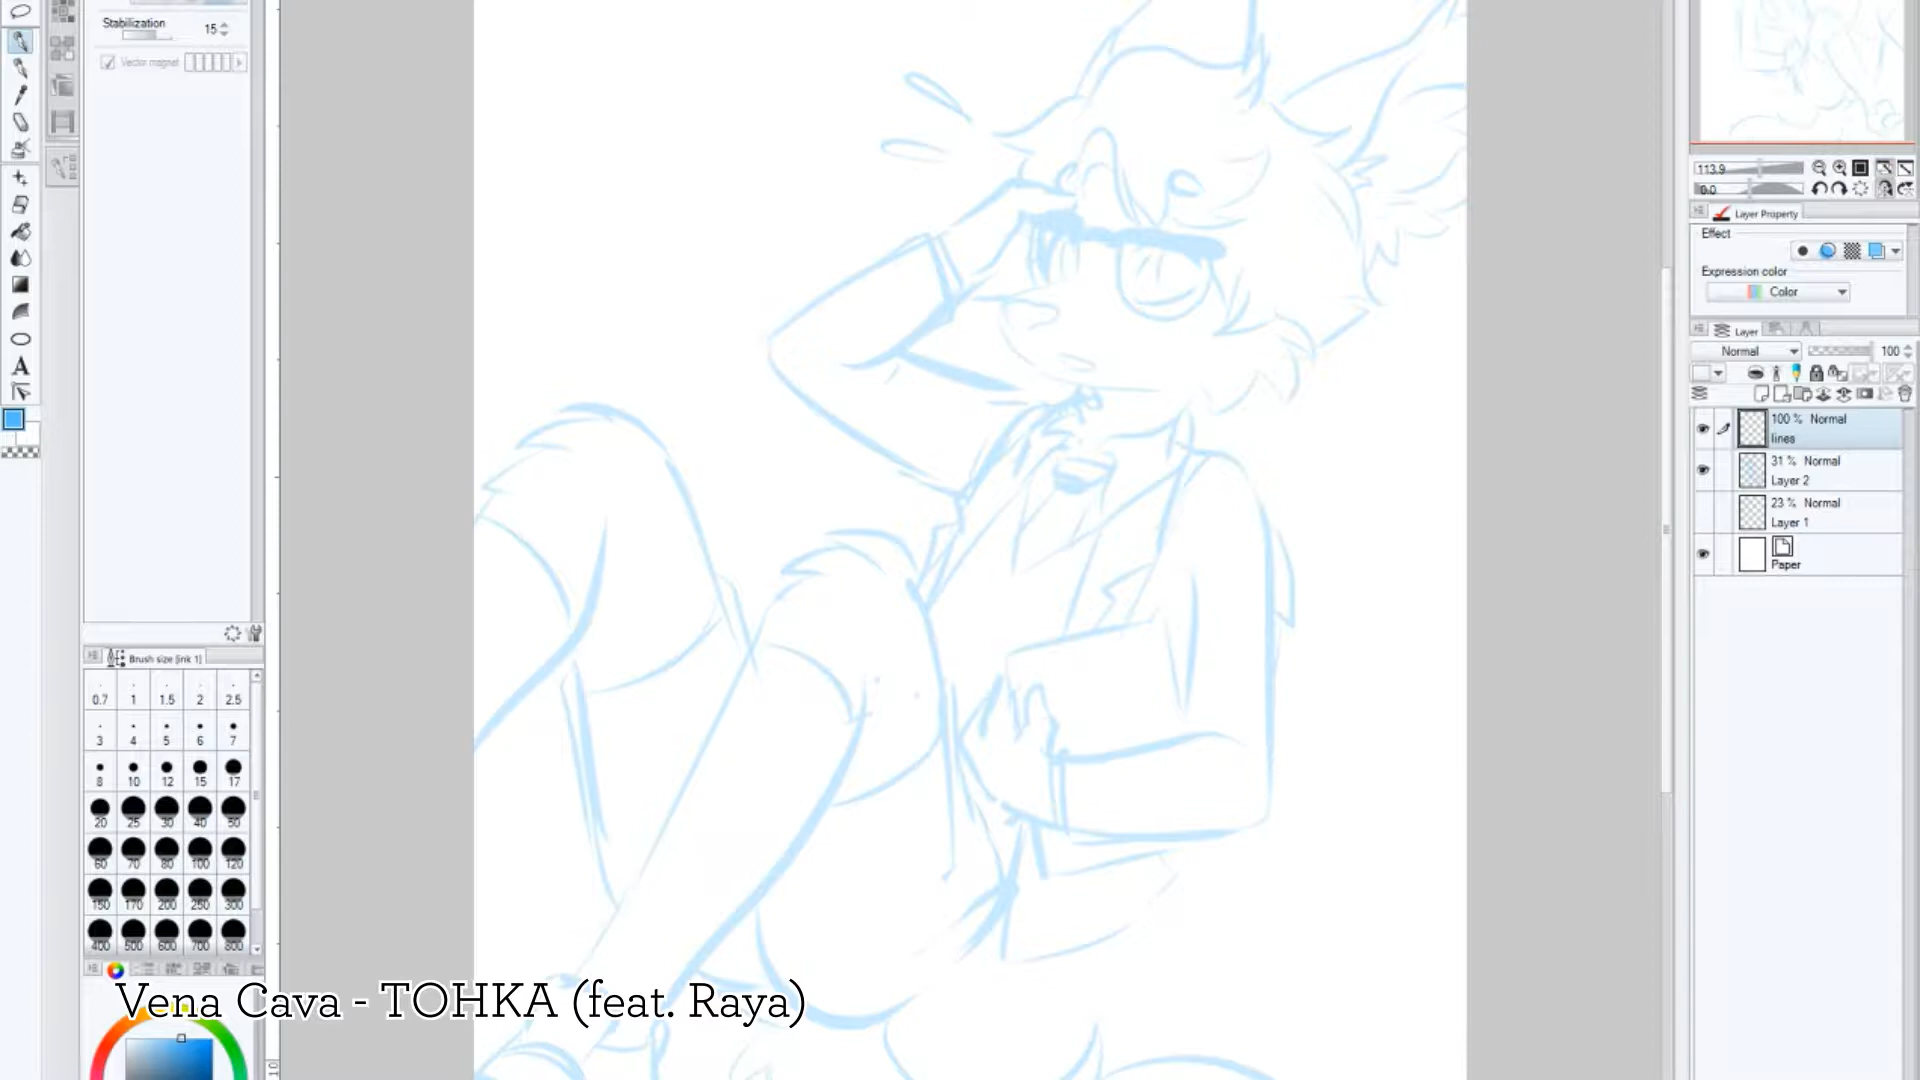 Stabilization
15
Vector magnet
113.9
0.0
Layer Property
Effect
Expression color
Color
Layer
Normal
100
100 % Normal
lines
31 % Normal
Layer 2
23 % Normal
Layer 1
Paper
Brush size [ink 1]
0.7 1 1.5 2 2.5
3 4 5 6 7
8 10 12 15 17
20 25 30 40 50
60 70 80 100 120
150 170 200 250 300
400 500 600 700 800
Vena Cava - TOHKA (feat. Raya)
10